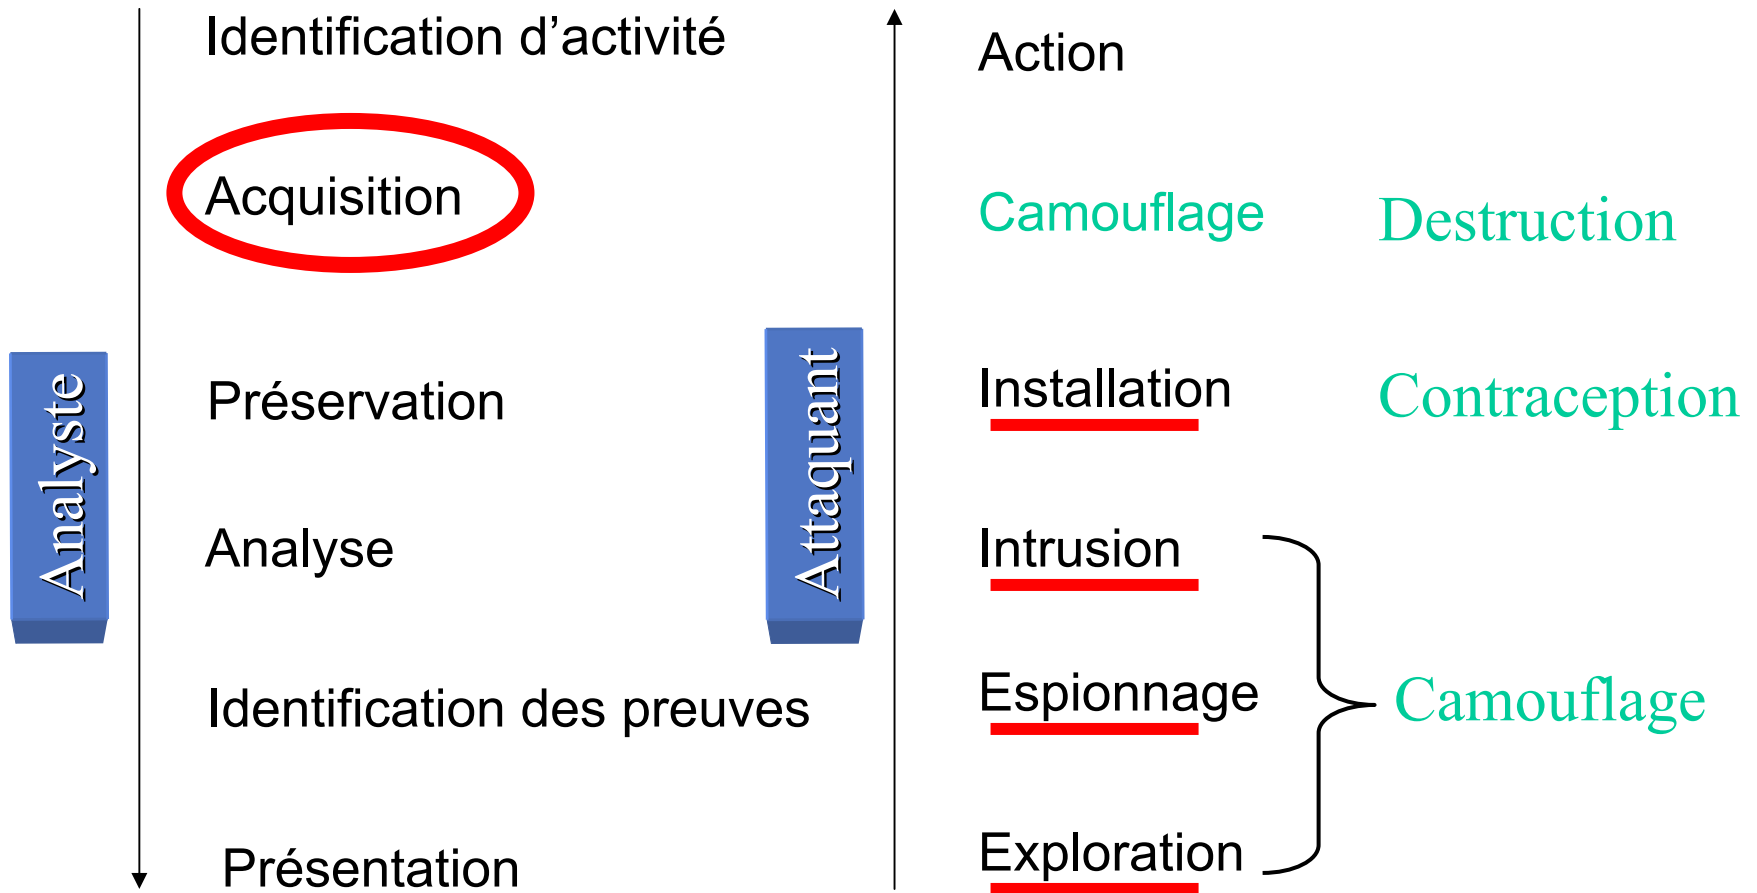 Analyste
Identification d’activité
Acquisition
Préservation
Analyse
Identification des preuves
Présentation
Attaquant
Action
Camouflage
Destruction
Installation
Contraception
Intrusion
Espionnage
Camouflage
Exploration